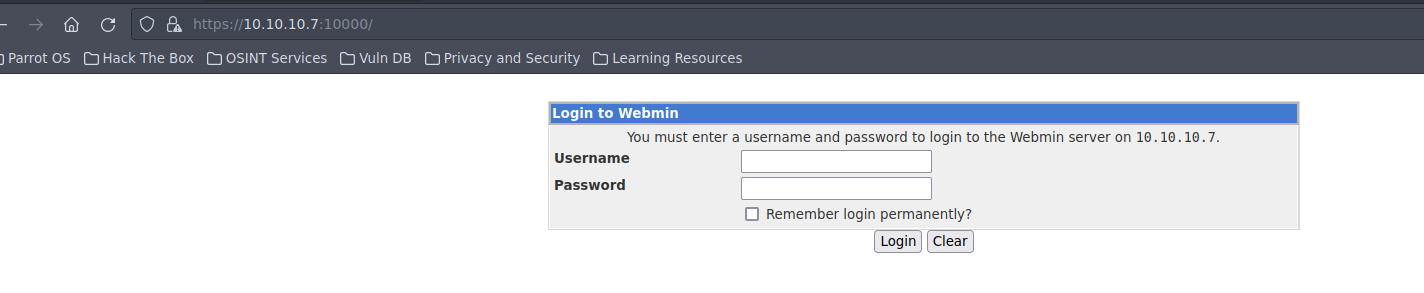 https://10.10.10.7:10000/
Parrot OS Hack The Box OSINT Services Vuln DB Privacy and Security Learning Resources
Login to Webmin
You must enter a username and password to login to the Webmin server on 10.10.10.7.
Username
Password
Remember login permanently?
Login Clear